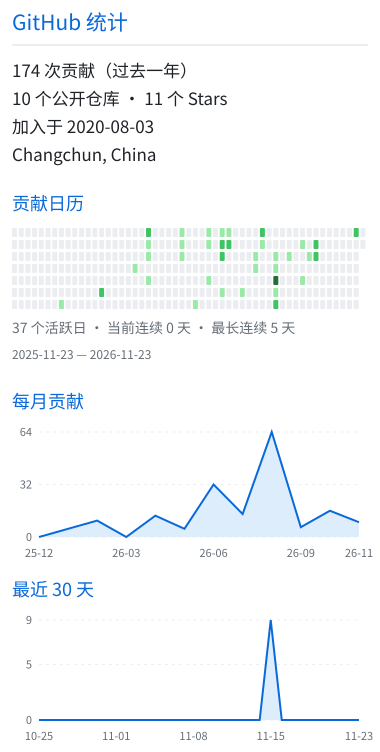 GitHub 统计
174 次贡献（过去一年）
10 个公开仓库 · 11 个 Stars
加入于 2020-08-03
Changchun, China
贡献日历
37 个活跃日 · 当前连续 0 天 · 最长连续 5 天
2025-11-23 — 2026-11-23
每月贡献
64
32
0
25-12 26-03 26-06 26-09 26-11
最近 30 天
9
5
0
10-25 11-01 11-08 11-15 11-23